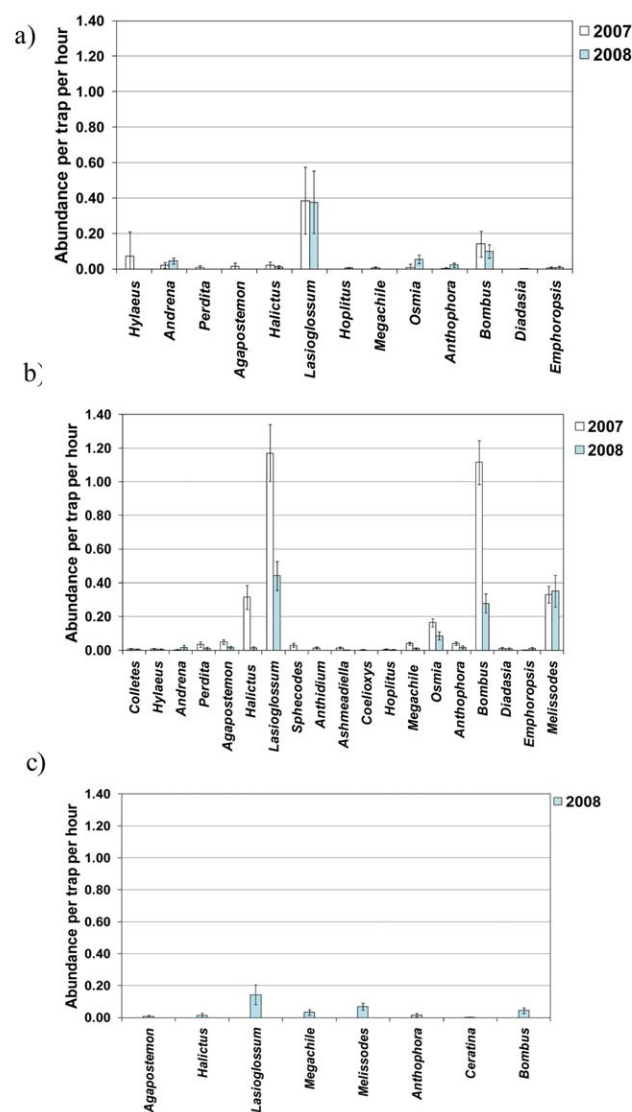 a)
Abundance per trap per hour
1.40
1.20
1.00
0.80
0.60
0.40
0.20
0.00
2007
2008
Hylaeus
Andrena
Perdita
Agapostemon
Halictus
Lasioglossum
Hoplitus
Megachile
Osmia
Anthophora
Bombus
Diadasia
Emphoropsis
b)
Abundance per trap per hour
1.40
1.20
1.00
0.80
0.60
0.40
0.20
0.00
2007
2008
Colletes
Hylaeus
Andrena
Perdita
Agapostemon
Halictus
Lasioglossum
Sphecodes
Anthidium
Ashmeadiella
Coelioxys
Hoplitus
Megachile
Osmia
Anthophora
Bombus
Diadasia
Emphoropsis
Melissodes
c)
Abundance per trap per hour
1.40
1.20
1.00
0.80
0.60
0.40
0.20
0.00
2008
Agapostemon
Halictus
Lasioglossum
Megachile
Melissodes
Anthophora
Ceratina
Bombus